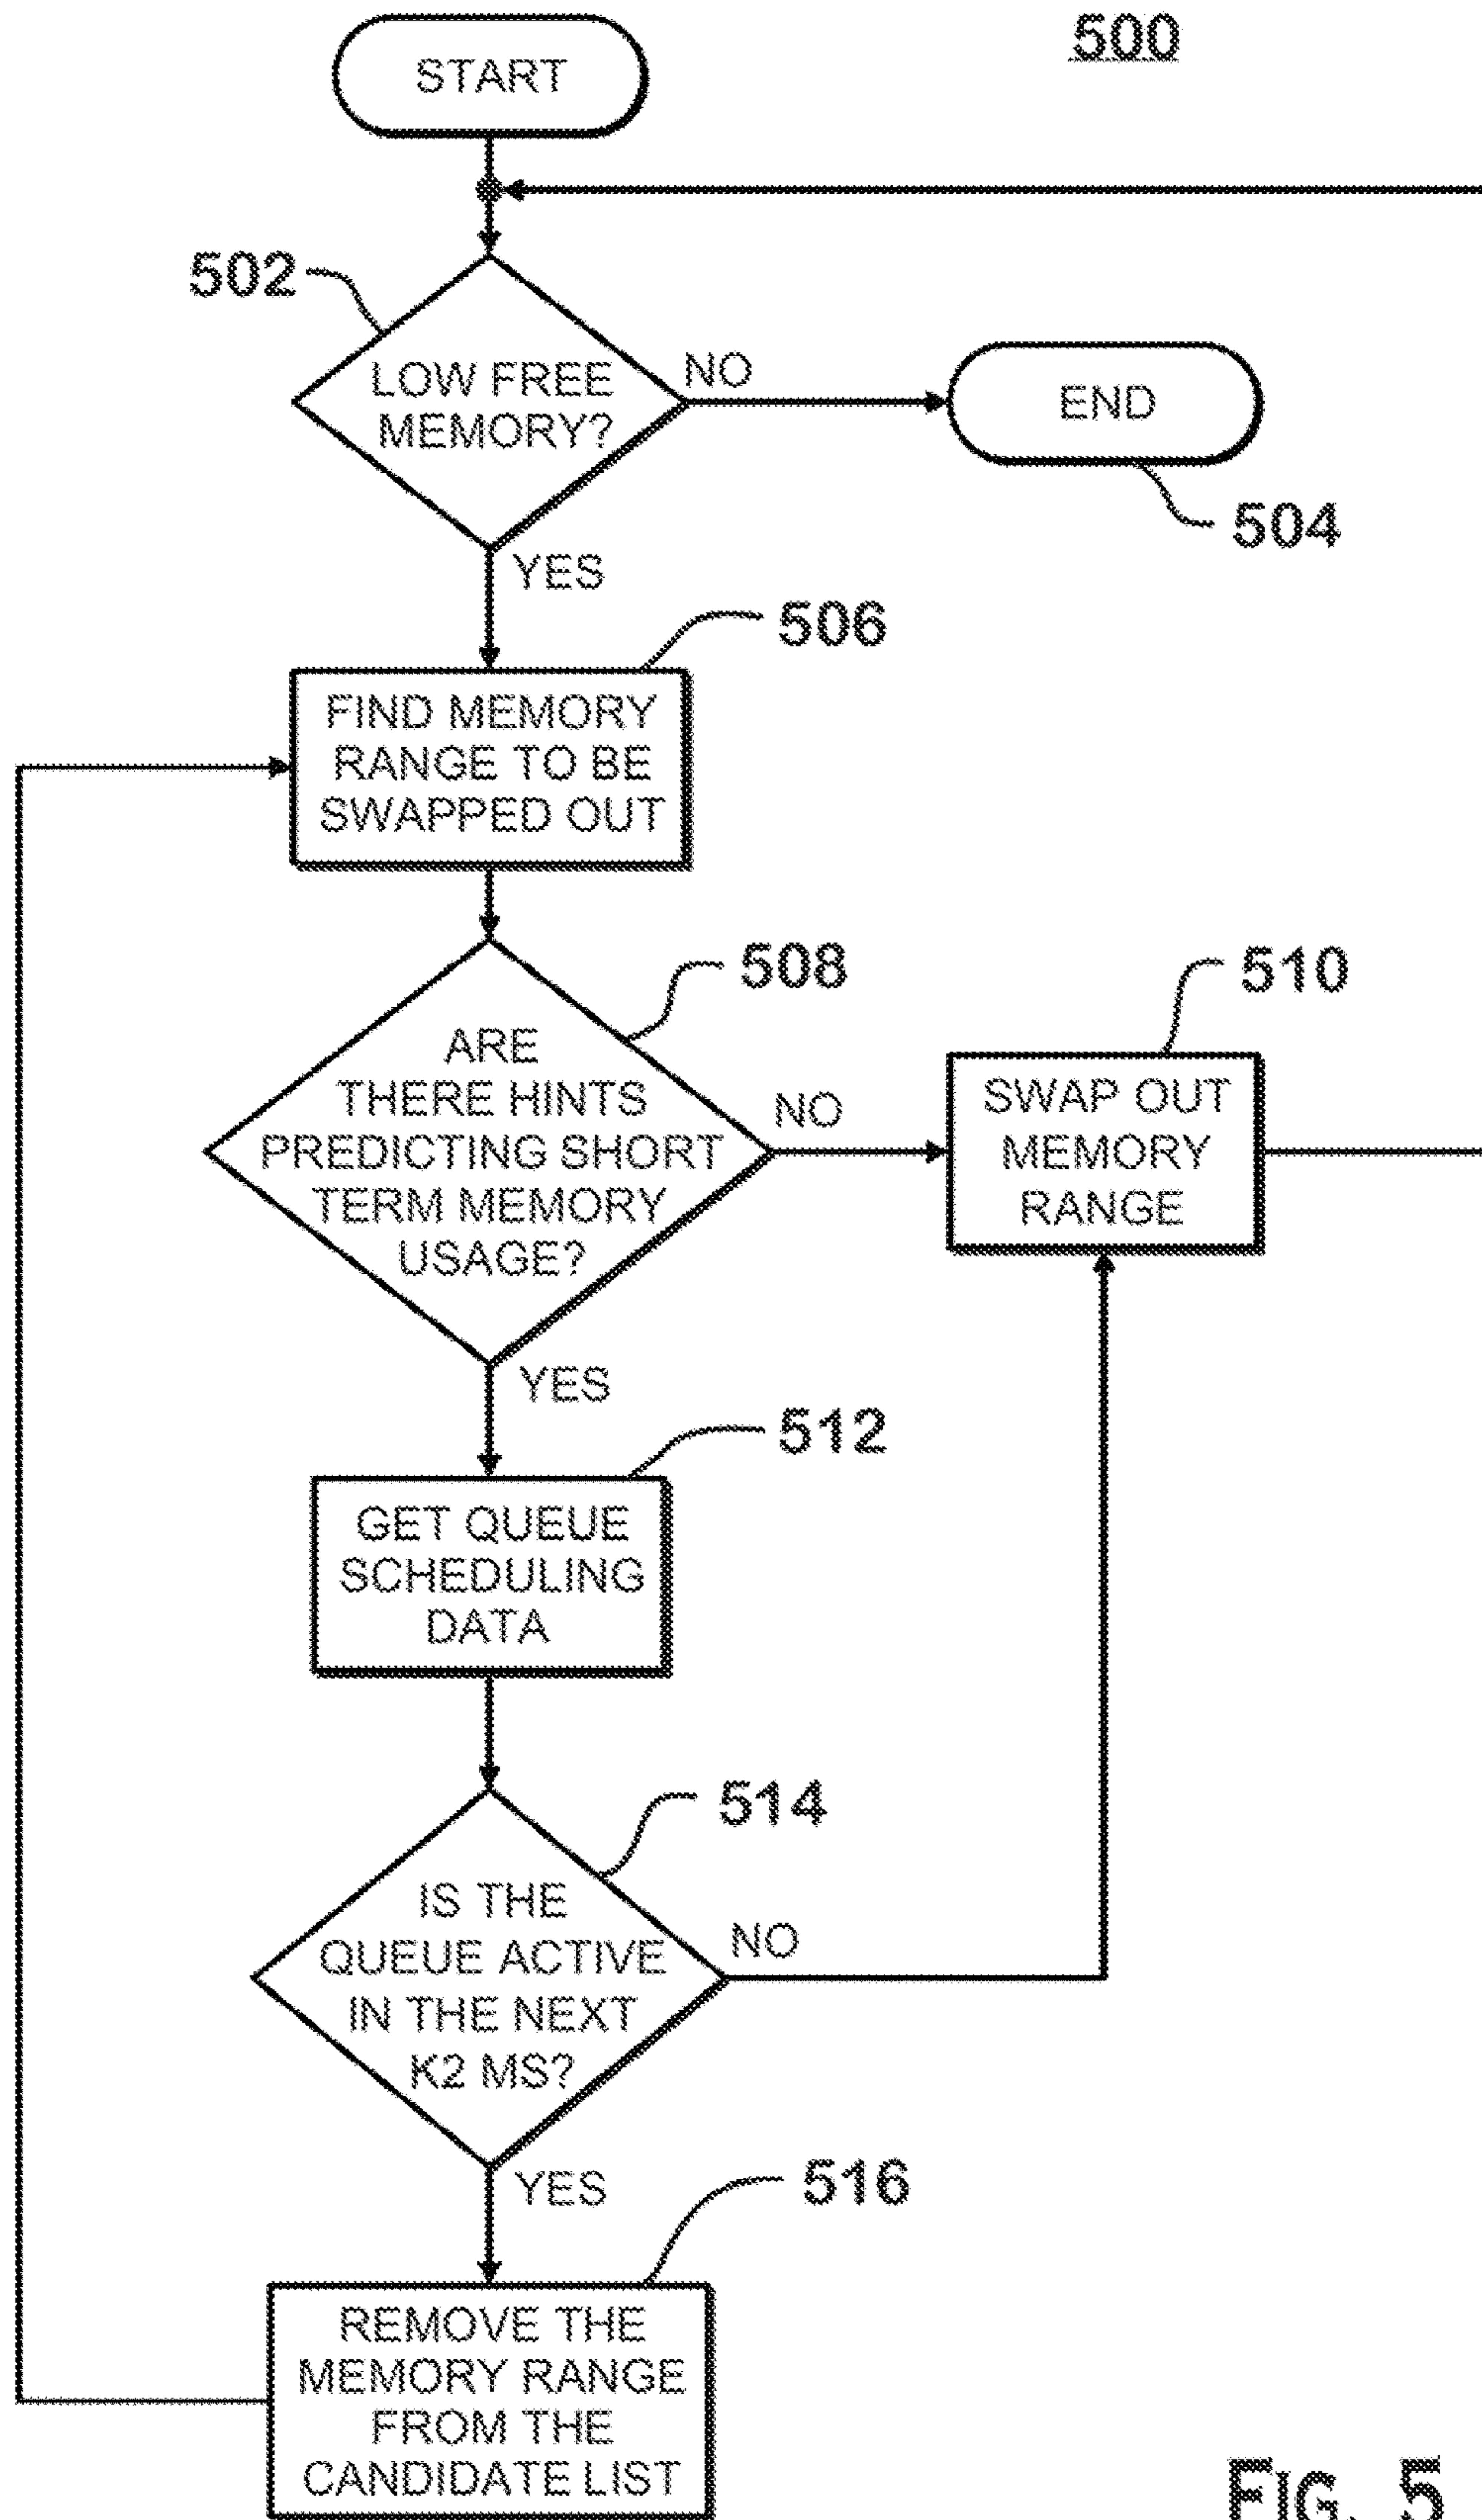 500
START
502
LOW FREE
MEMORY?
NO
END
504
YES
506
FIND MEMORY
RANGE TO BE
SWAPPED OUT
508
ARE
THERE HINTS
PREDICTING SHORT
TERM MEMORY
USAGE?
NO
510
SWAP OUT
MEMORY
RANGE
YES
512
GET QUEUE
SCHEDULING
DATA
514
IS THE
QUEUE ACTIVE
IN THE NEXT
K2 MS?
NO
YES
516
REMOVE THE
MEMORY RANGE
FROM THE
CANDIDATE LIST
FIG. 5